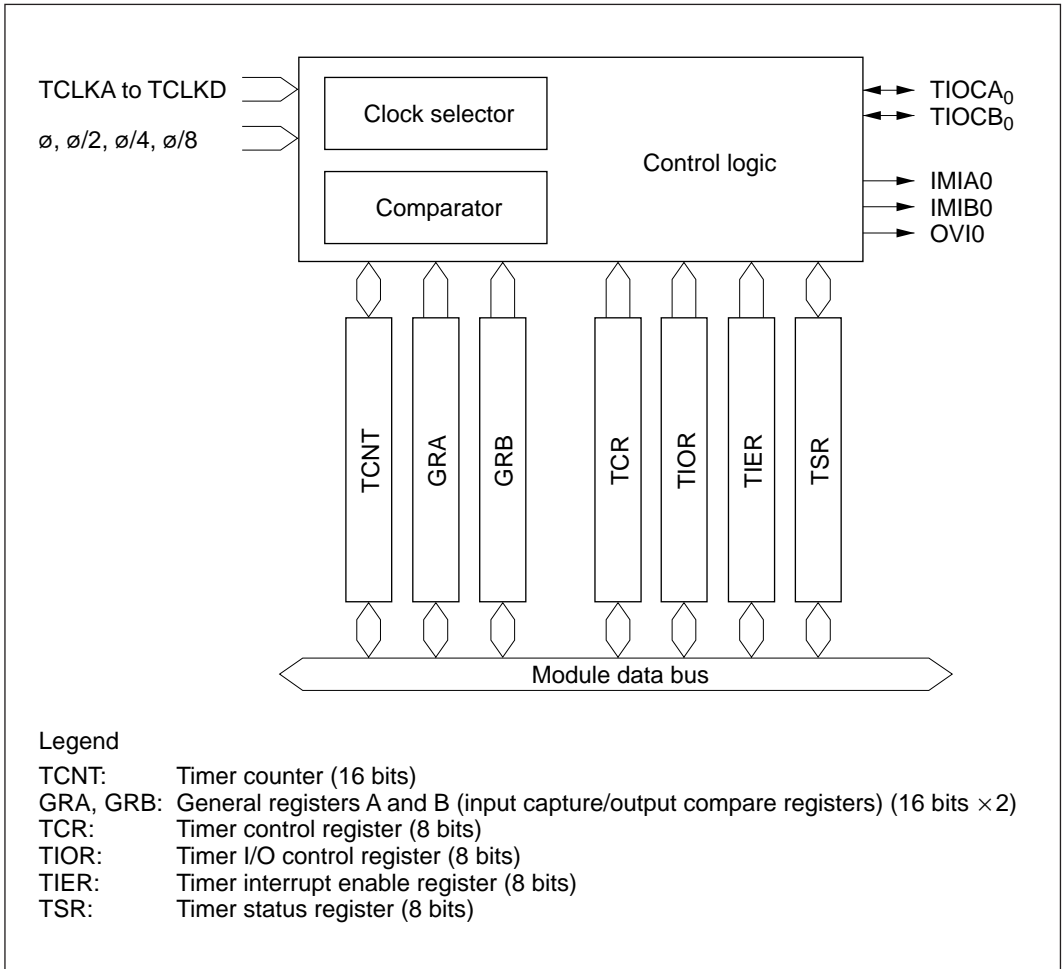 TCLKA to TCLKD
ø, ø/2, ø/4, ø/8
Clock selector
Comparator
Control logic
TIOCA0
TIOCB0
IMIA0
IMIB0
OVI0
TCNT
GRA
GRB
TCR
TIOR
TIER
TSR
Module data bus
Legend
TCNT: Timer counter (16 bits)
GRA, GRB: General registers A and B (input capture/output compare registers) (16 bits ×2)
TCR: Timer control register (8 bits)
TIOR: Timer I/O control register (8 bits)
TIER: Timer interrupt enable register (8 bits)
TSR: Timer status register (8 bits)